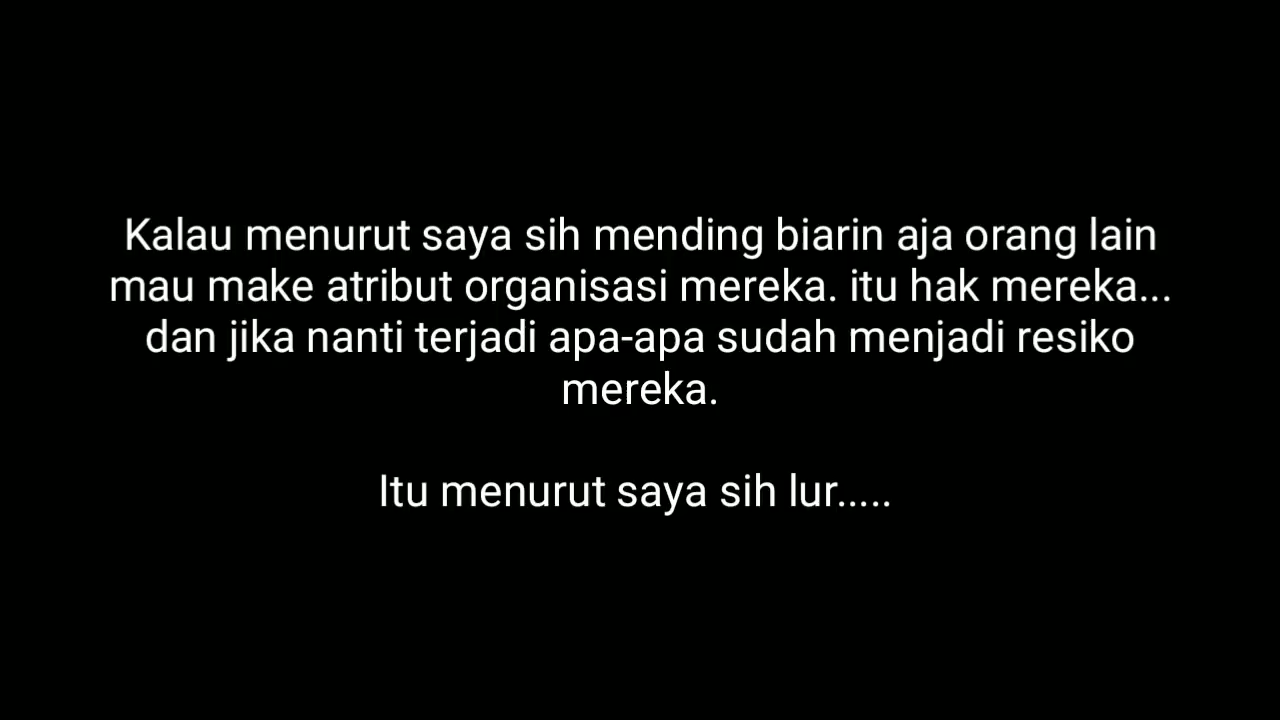 Kalau menurut saya sih mending biarin aja orang lain
mau make atribut organisasi mereka. itu hak mereka...
dan jika nanti terjadi apa-apa sudah menjadi resiko
mereka.
Itu menurut saya sih lur.....